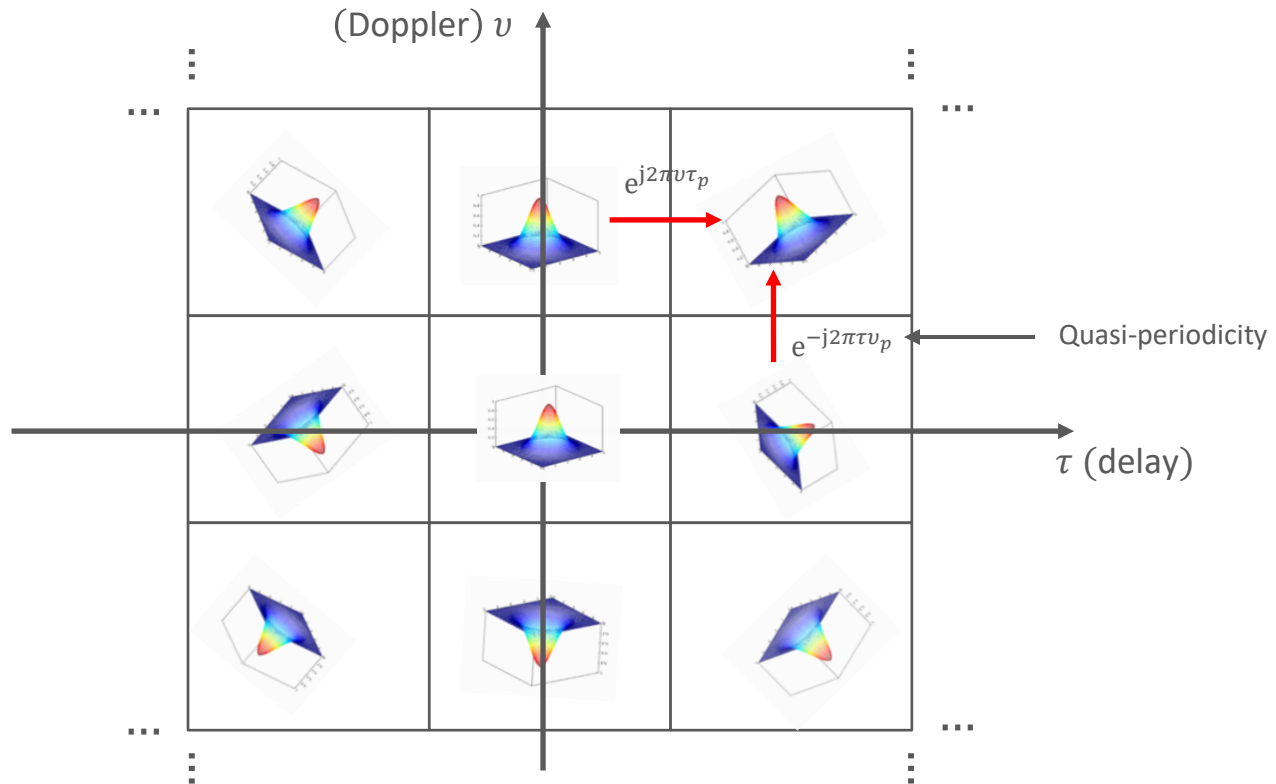 (Doppler) υ
...
...
e^{j2πυτ_p}
e^{-j2πτυ_p}
Quasi-periodicity
τ (delay)
...
...